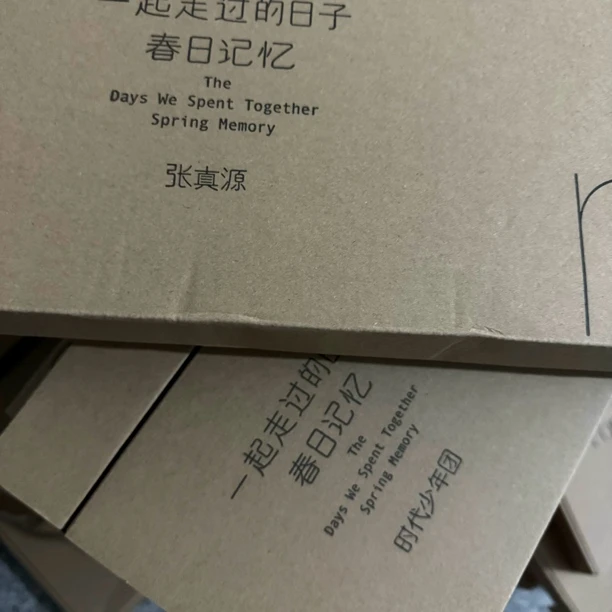 一起走过的日子
春日记忆
The
Days We Spent Together
Spring Memory
张真源
一起走过的
春日记忆
The
Days We Spent Together
Spring Memory
时代少年团